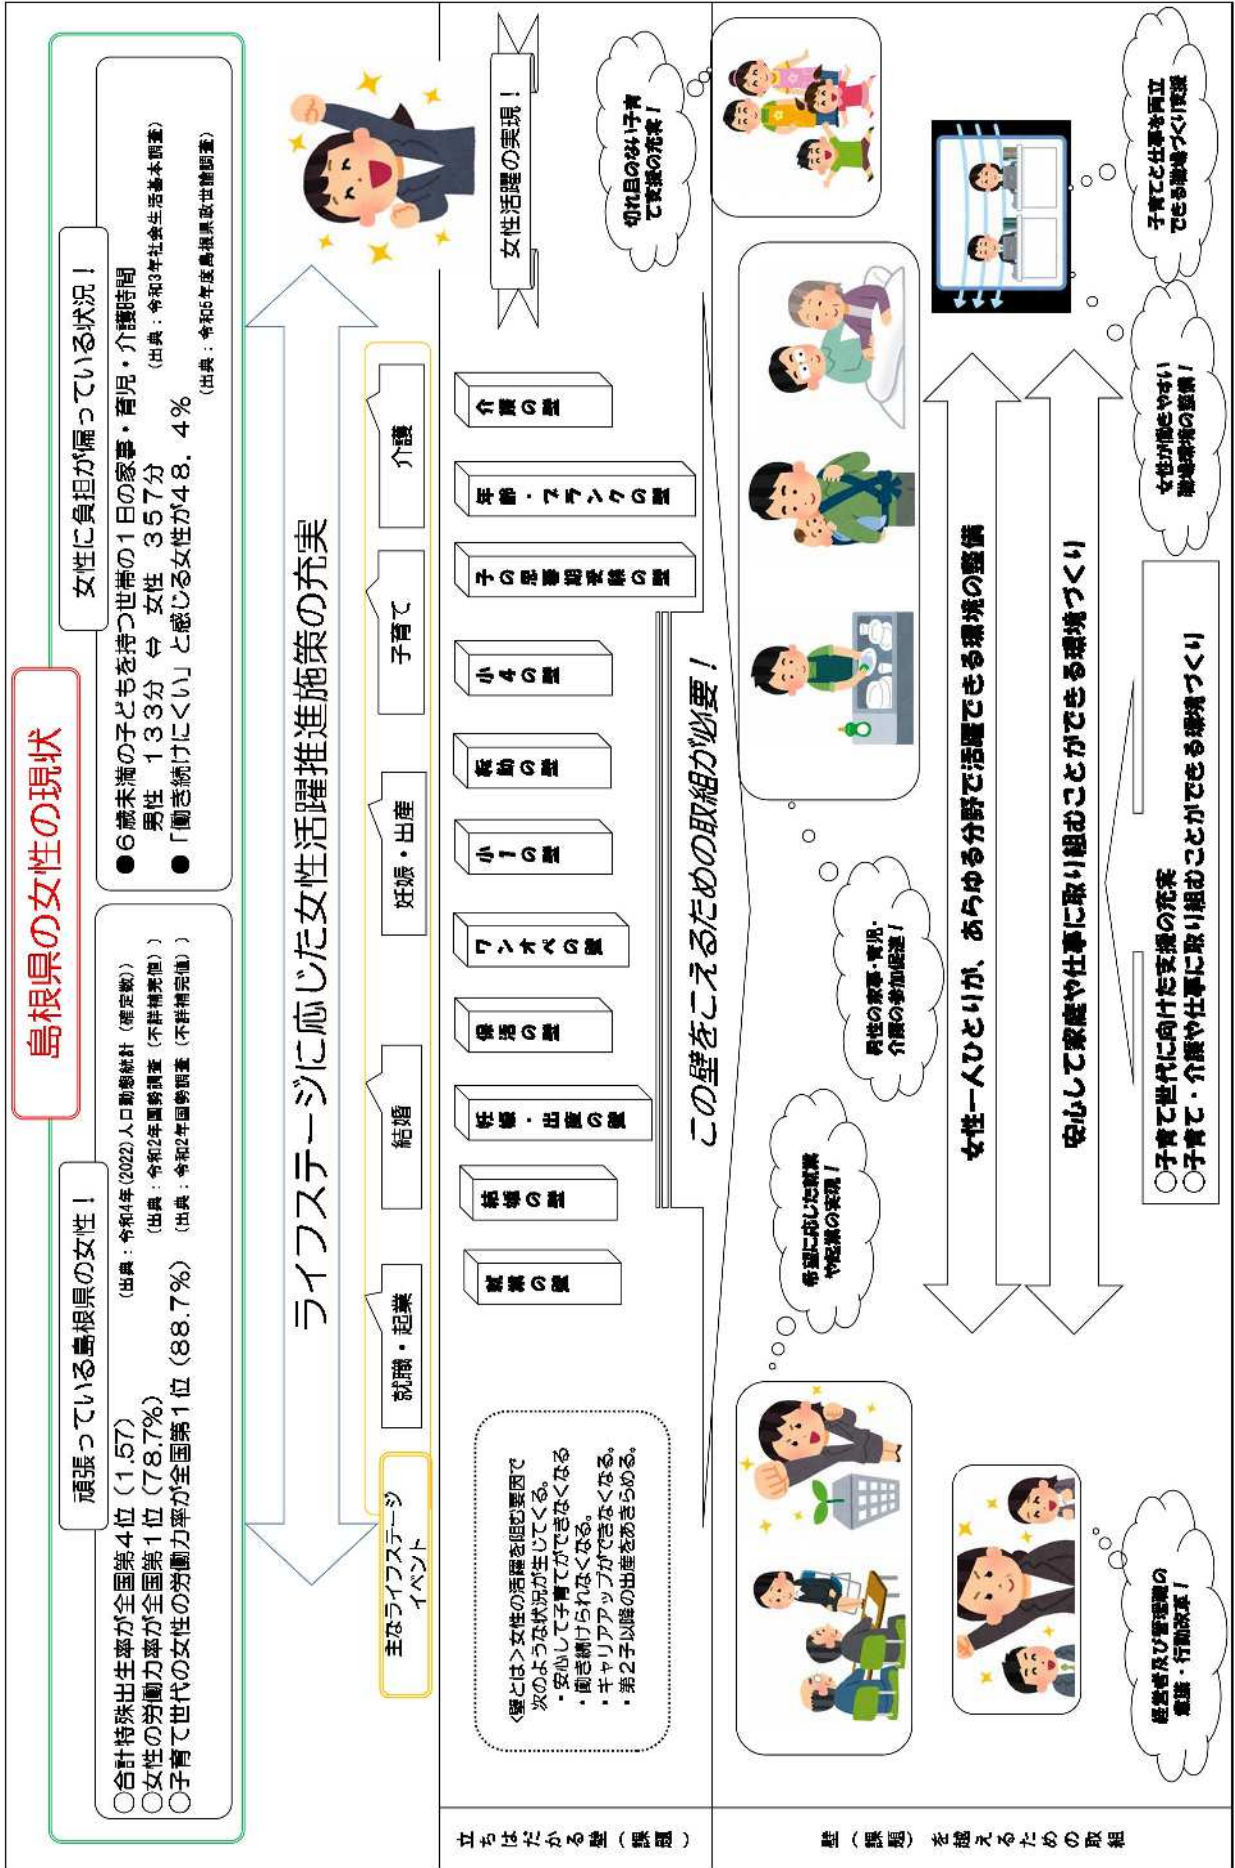 島根県の女性の現状
頑張っている島根県の女性！
○合計特殊出生率が全国第4位（1.57）
（出典：令和4年(2022)人口動態統計（確定数））
○女性の労働力率が全国第1位（78.7%）
（出典：令和2年国勢調査（不詳補完値））
○子育て世代の女性の労働力率が全国第1位（88.7%）
（出典：令和2年国勢調査（不詳補完値））
女性に負担が偏っている状況！
●6歳未満の子どもを持つ世帯の1日の家事・育児・介護時間
男性 133分 ⇔ 女性 357分
（出典：令和3年社会生活基本調査）
●「働き続けにくい」と感じる女性が48．4%
（出典：令和5年度島根県政世論調査）
ライフステージに応じた女性活躍推進施策の充実
主なライフステージ
イベント
就職・起業
結婚
妊娠・出産
子育て
介護
立ちはだかる壁（課題）
<壁とは>女性の活躍を阻む要因で
次のような状況が生じてくる。
・安心して子育てができなくなる
・働き続けられなくなる。
・キャリアアップができなくなる。
・第2子以降の出産をあきらめる。
就業の壁
結婚の壁
妊娠・出産の壁
保活の壁
ワンオペの壁
小1の壁
転勤の壁
小4の壁
子の思春期受験の壁
年齢・ブランクの壁
介護の壁
女性活躍の実現！
この壁をこえるための取組が必要！
壁（課題）を越えるための取組
希望に応じた就業
や起業の実現！
男性の家事・育児・
介護の参加促進！
切れ目のない子育
て支援の充実！
女性一人ひとりが、あらゆる分野で活躍できる環境の整備
安心して家庭や仕事に取り組むことができる環境づくり
経営者及び管理職の
意識・行動改革！
○子育て世代に向けた支援の充実
○子育て・介護や仕事に取り組むことができる環境づくり
女性が働きやすい
職場環境の整備！
子育てと仕事を両立
できる職場づくり支援